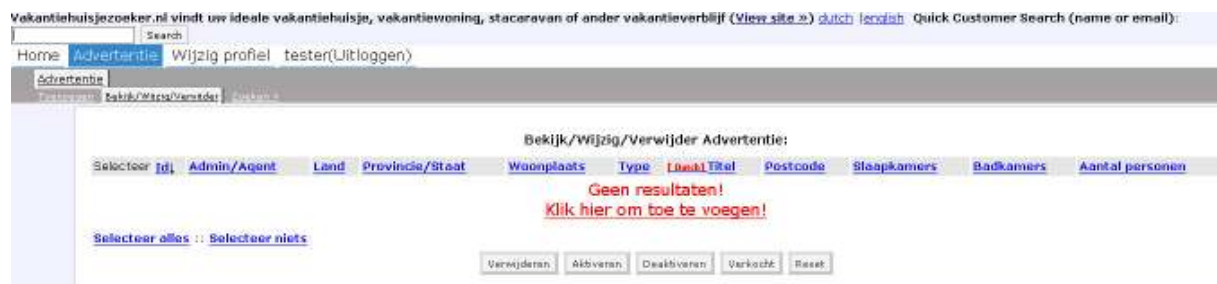 Vakantiehuisjezoeker.nl vindt uw ideale vakantiehuisje, vakantiewoning, stacaravan of ander vakantieverblijf (View site ») dutch |english Quick Customer Search (name or email):
Search
Home Advertentie Wijzig profiel tester(Uitloggen)
Advertentie
Toevoegen Bekijk/Wijzig/Verwijder Zoeken
Bekijk/Wijzig/Verwijder Advertentie:
Selecteer Id↓ Admin/Agent Land Provincie/Staat Woonplaats Type [Dutch] Titel Postcode Slaapkamers Badkamers Aantal personen
Geen resultaten!
Klik hier om toe te voegen!
Selecteer alles :: Selecteer niets
Verwijderen Aktiveren Deaktiveren Verkocht Reset